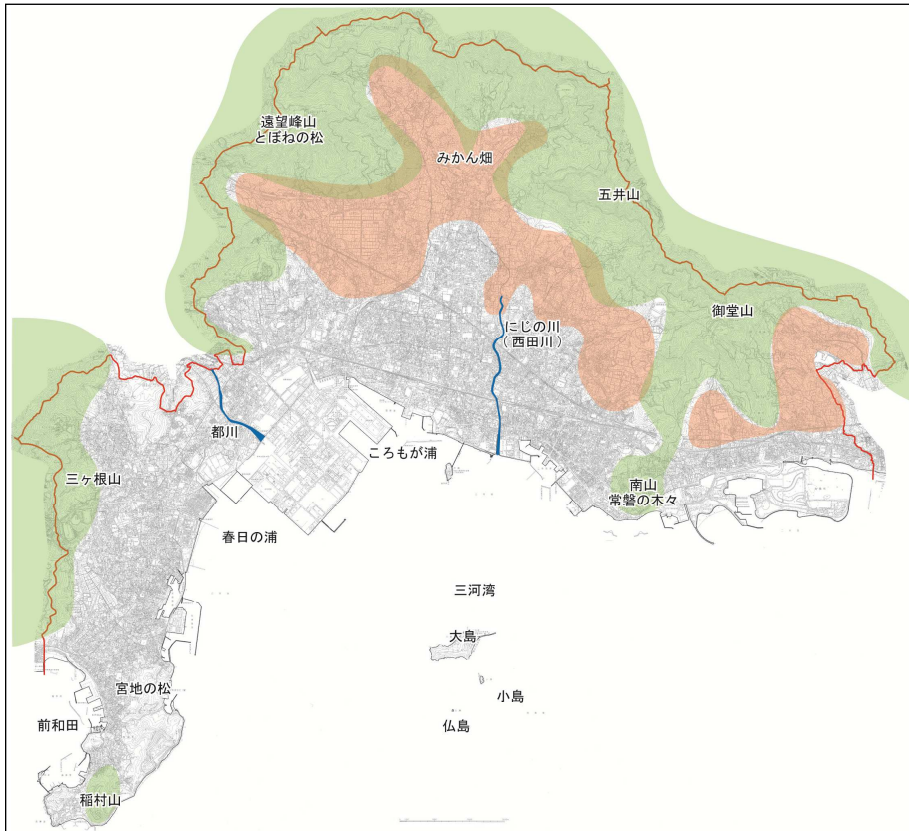 遠望峰山
とぼねの松
みかん畑
五井山
御堂山
にじの川
（西田川）
都川
ころもが浦
三ヶ根山
南山
常磐の木々
春日の浦
三河湾
大島
宮地の松
小島
前和田
仏島
稲村山